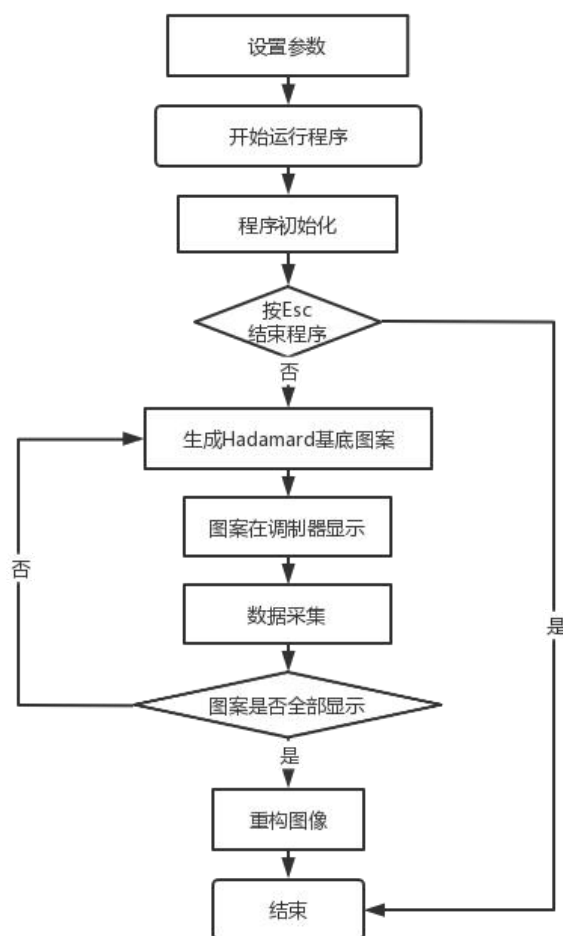 设置参数
开始运行程序
程序初始化
按Esc
结束程序
否
生成Hadamard基底图案
图案在调制器显示
否
数据采集
是
图案是否全部显示
是
重构图像
结束